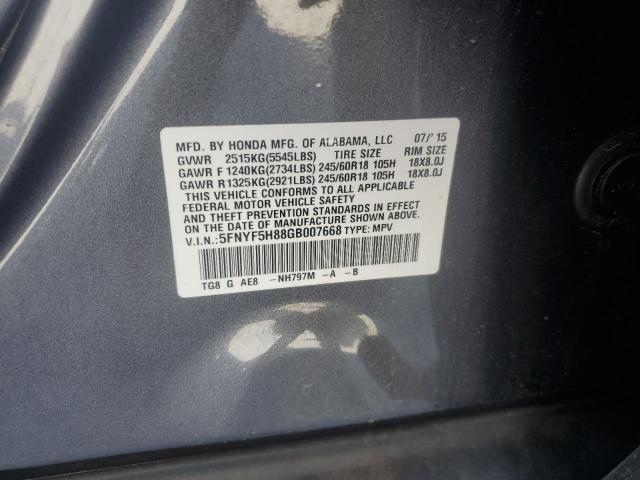 MFD. BY HONDA MFG. OF ALABAMA, LLC 07/'15
GVWR 2515KG(5545LBS) TIRE SIZE RIM SIZE
GAWR F 1240KG(2734LBS) 245/60R18 105H 18X8.0J
GAWR R1325KG(2921LBS) 245/60R18 105H 18X8.0J
THIS VEHICLE CONFORMS TO ALL APPLICABLE
FEDERAL MOTOR VEHICLE SAFETY
AND THEFT PREVENTION STANDARDS IN EFFECT
ON THE DATE OF MANUFACTURE SHOWN ABOVE.
V.I.N.:5FNYF5H88GB007668 TYPE: MPV
TG8 G AE8 -NH797M -A -B